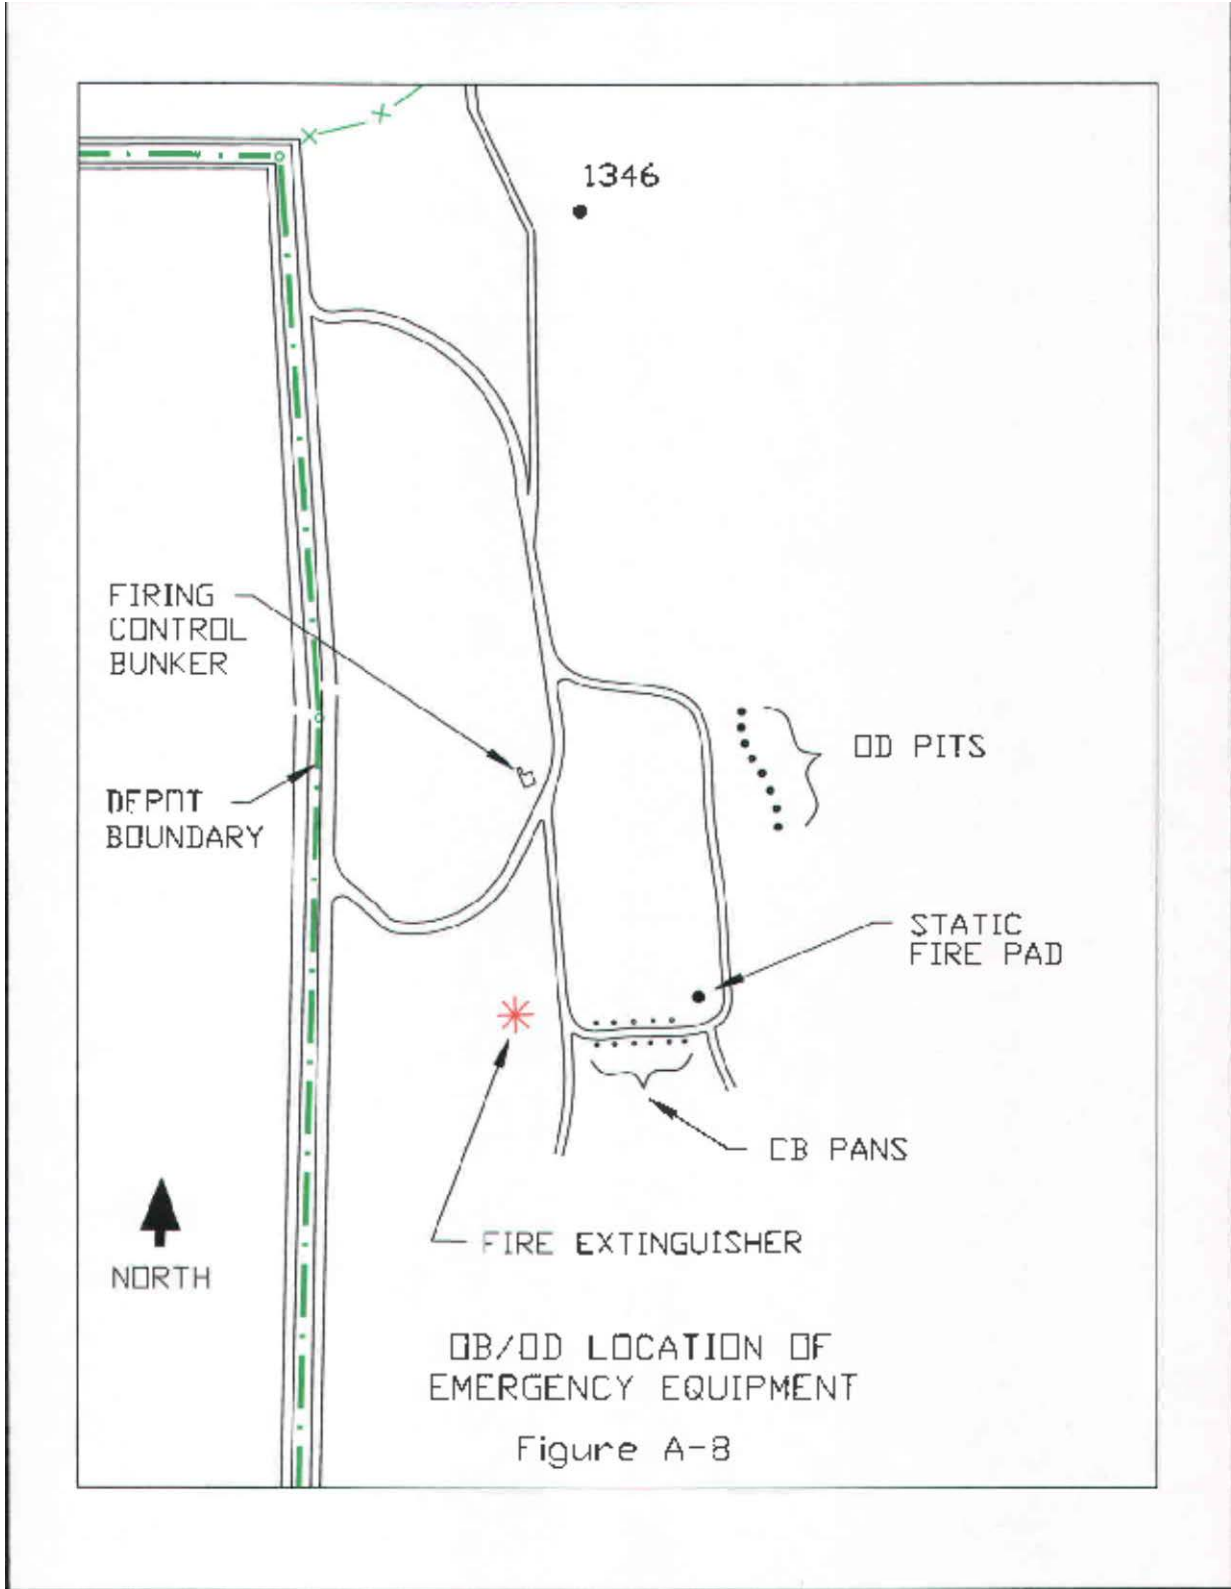 1346
FIRING
CONTROL
BUNKER
OD PITS
DEPOT
BOUNDARY
STATIC
FIRE PAD
OB PANS
FIRE EXTINGUISHER
NORTH
OB/OD LOCATION OF
EMERGENCY EQUIPMENT
Figure A-8